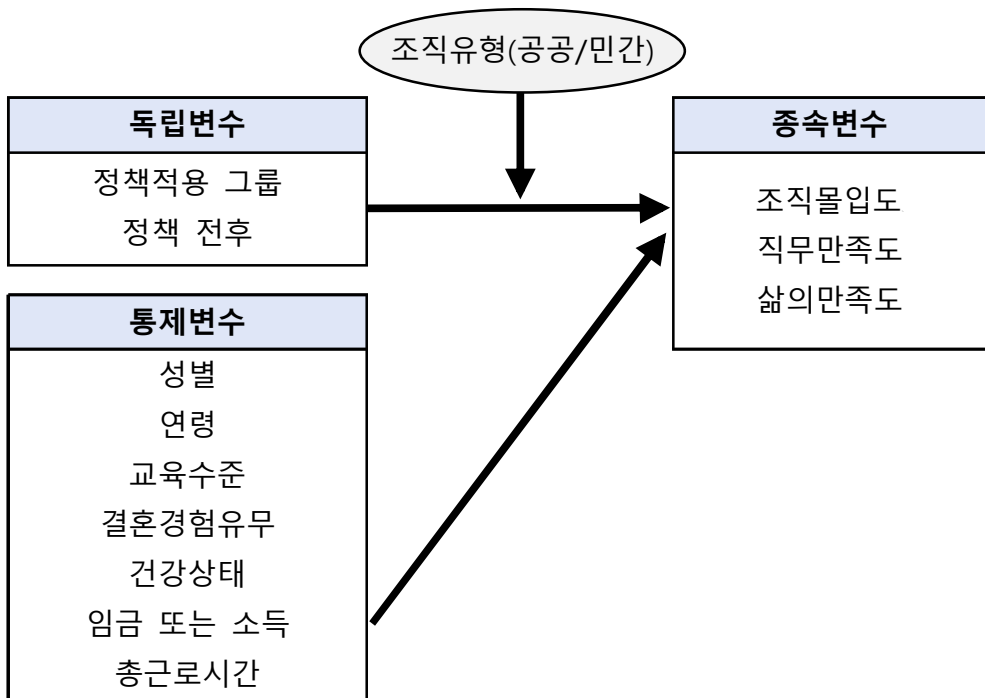 조직유형(공공/민간)
독립변수
정책적용 그룹
정책 전후
종속변수
조직몰입도
직무만족도
삶의만족도
통제변수
성별
연령
교육수준
결혼경험유무
건강상태
임금 또는 소득
총근로시간